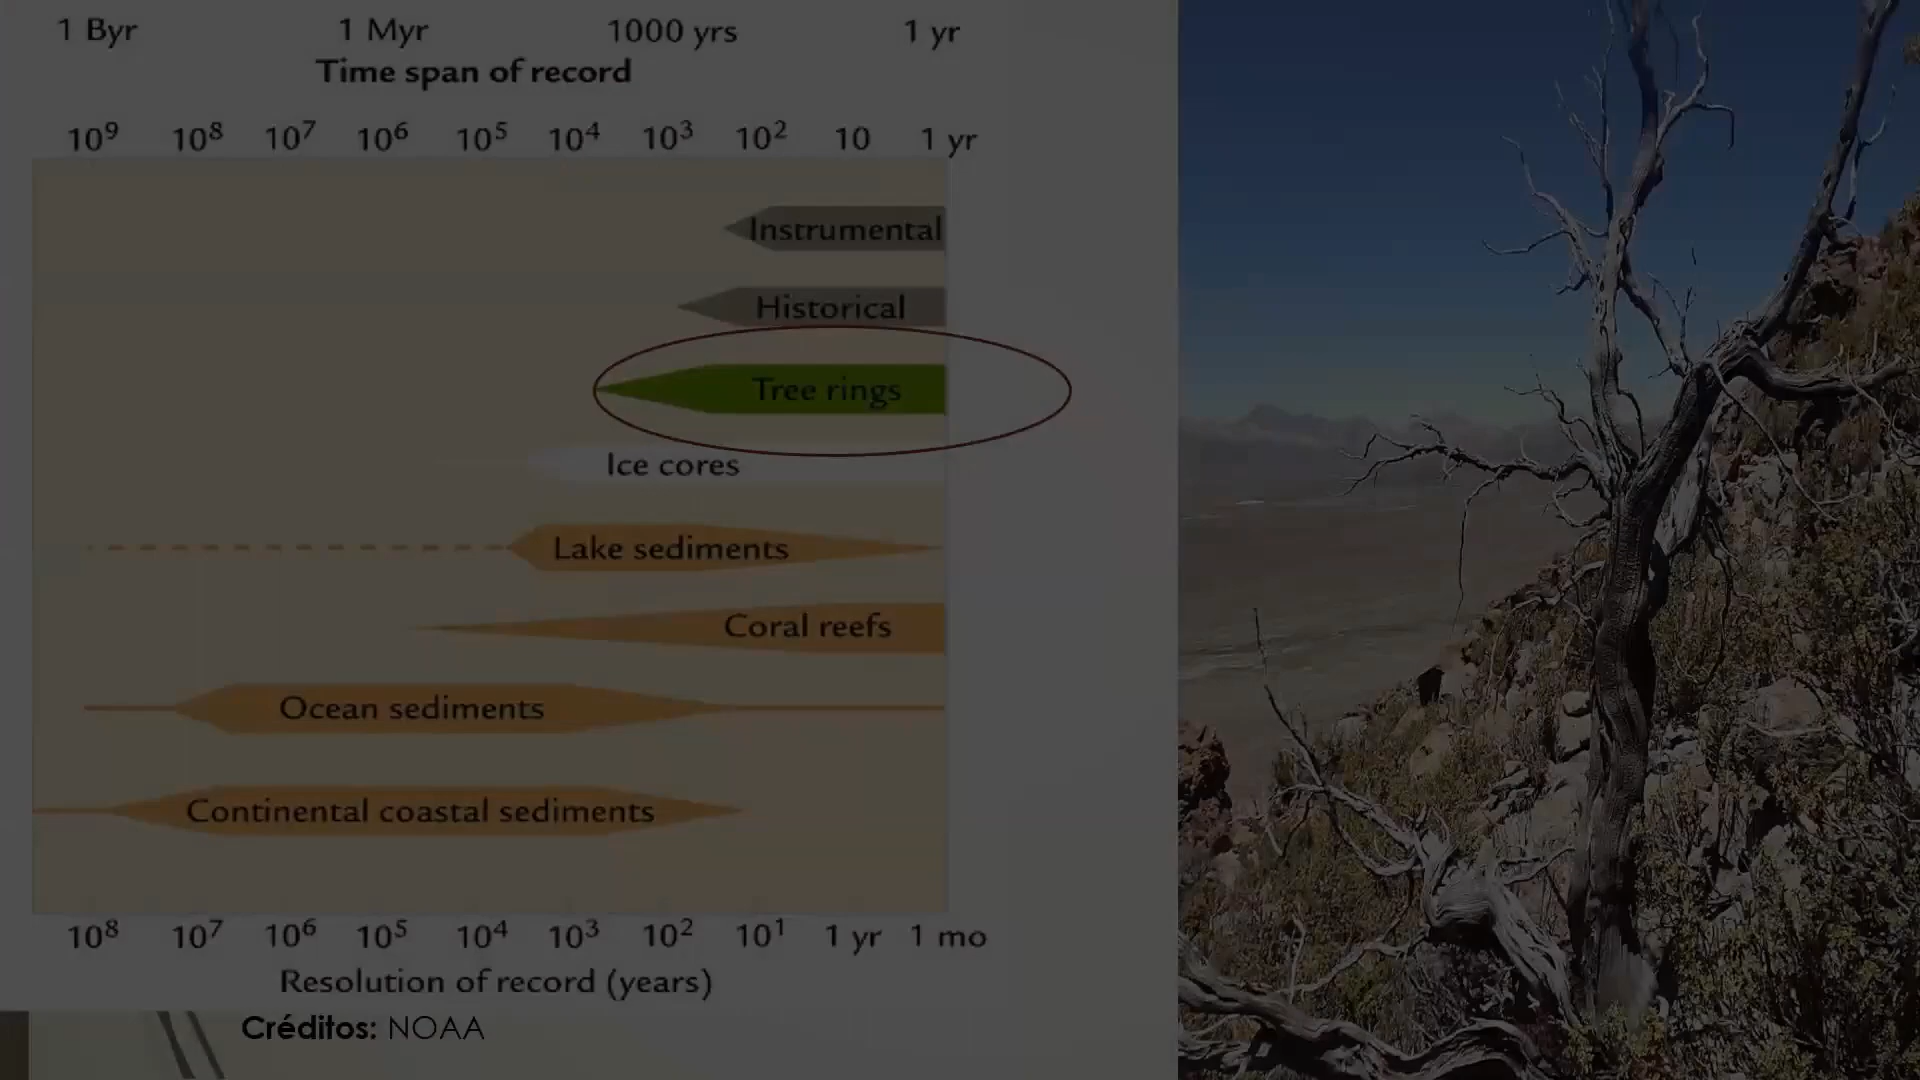 1 Byr 1 Myr 1000 yrs 1 yr
Time span of record
10⁹ 10⁸ 10⁷ 10⁶ 10⁵ 10⁴ 10³ 10² 10 1 yr
Instrumental
Historical
Tree rings
Ice cores
Lake sediments
Coral reefs
Ocean sediments
Continental coastal sediments
10⁸ 10⁷ 10⁶ 10⁵ 10⁴ 10³ 10² 10¹ 1 yr 1 mo
Resolution of record (years)
Créditos: NOAA